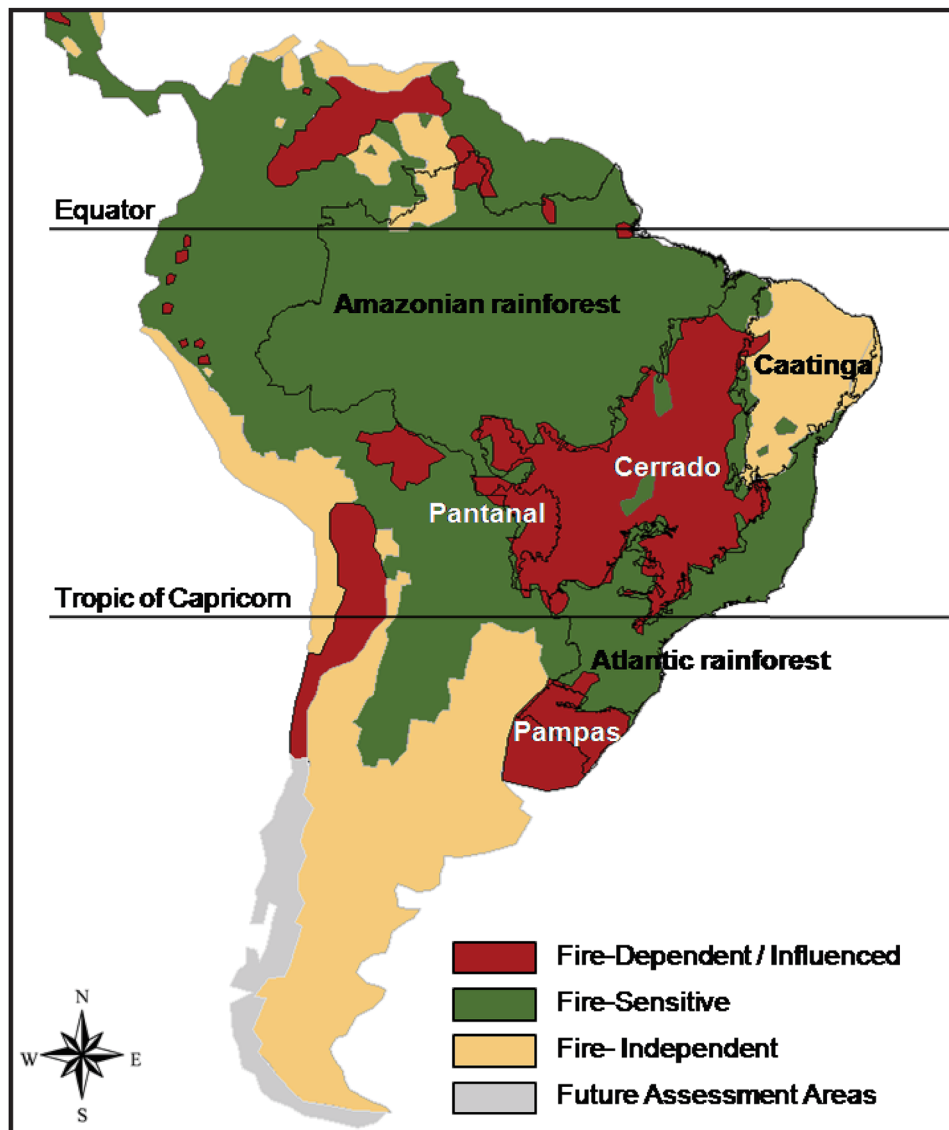 Equator
Amazonian rainforest
Caatinga
Cerrado
Pantanal
Tropic of Capricorn
Atlantic rainforest
Pampas
Fire-Dependent / Influenced
Fire-Sensitive
Fire- Independent
Future Assessment Areas
N
W E
S